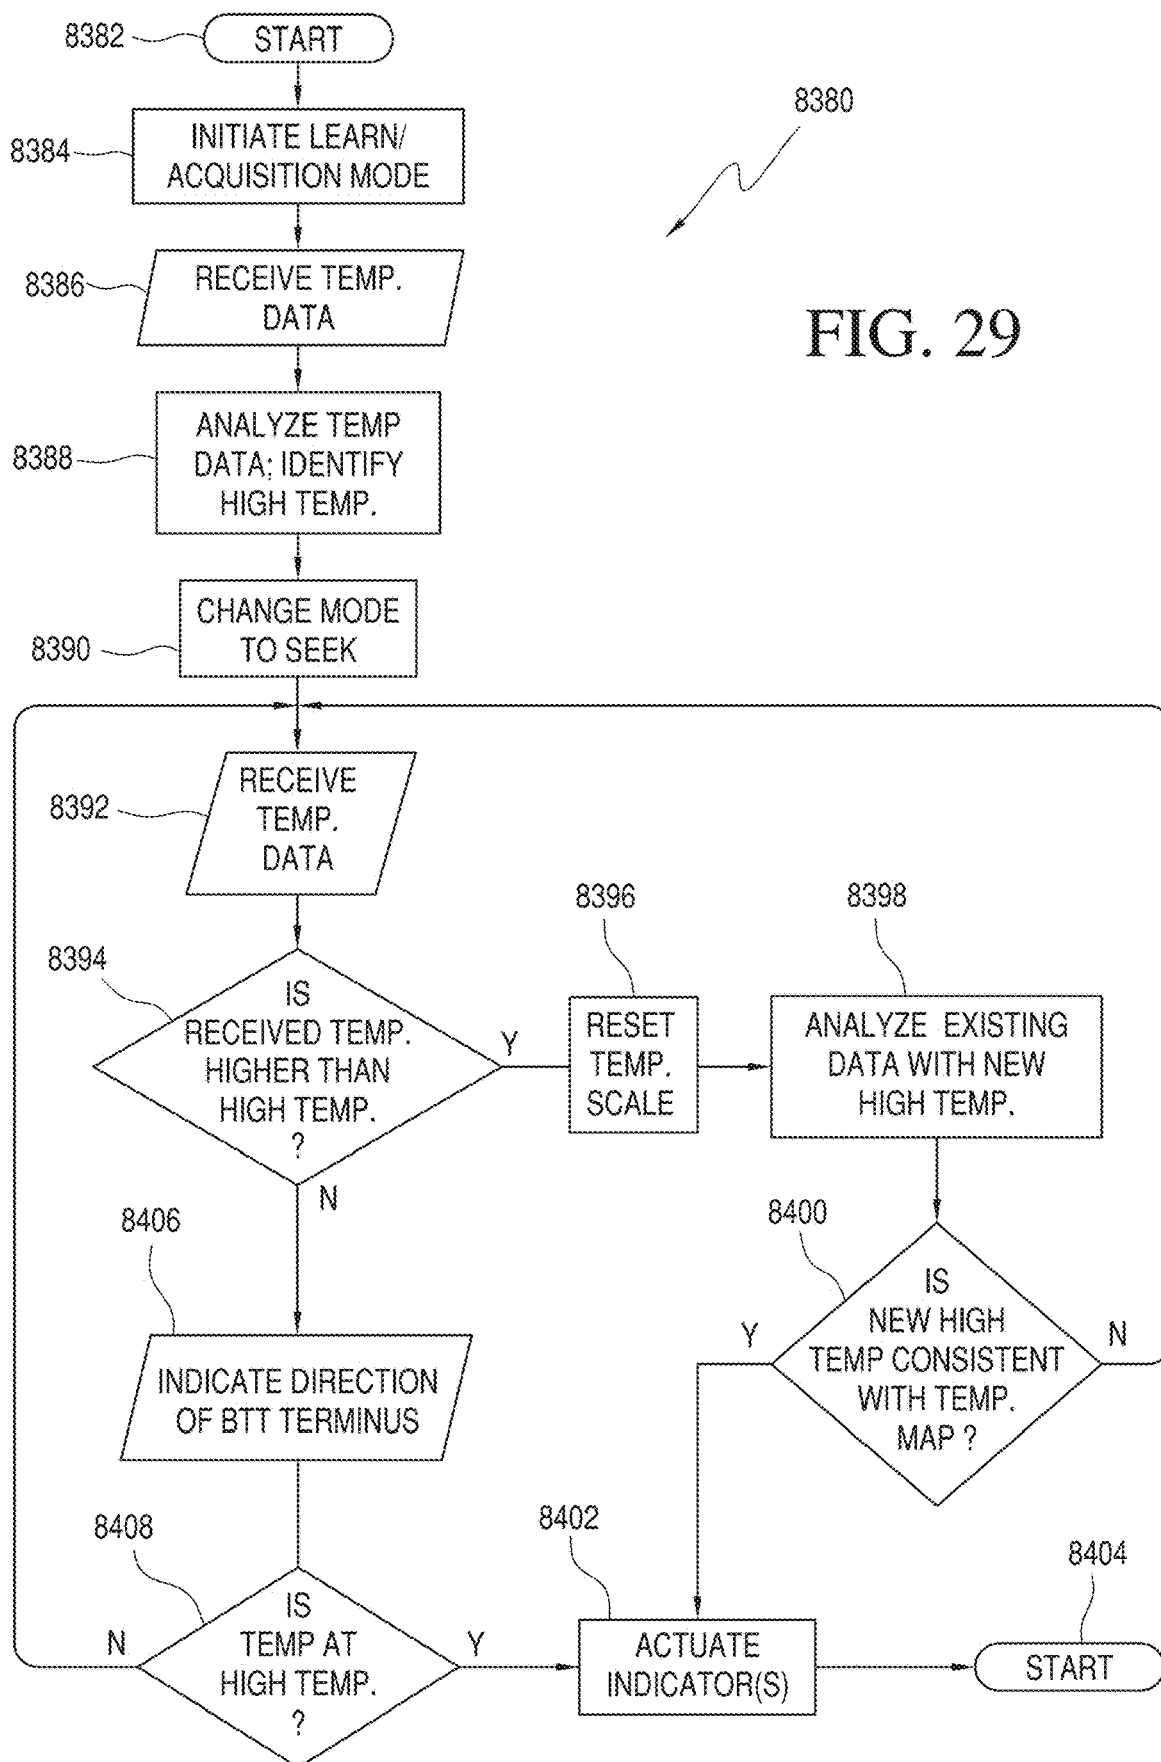 8382
START
8380
8384
INITIATE LEARN/
ACQUISITION MODE
8386
RECEIVE TEMP.
DATA
FIG. 29
8388
ANALYZE TEMP
DATA; IDENTIFY
HIGH TEMP.
8390
CHANGE MODE
TO SEEK
8392
RECEIVE
TEMP.
DATA
8394
IS
RECEIVED TEMP.
HIGHER THAN
HIGH TEMP.
?
Y
N
8396
RESET
TEMP.
SCALE
8398
ANALYZE EXISTING
DATA WITH NEW
HIGH TEMP.
8400
IS
NEW HIGH
TEMP CONSISTENT
WITH TEMP.
MAP ?
Y
N
8406
INDICATE DIRECTION
OF BTT TERMINUS
8408
IS
TEMP AT
HIGH TEMP.
?
N
Y
8402
ACTUATE
INDICATOR(S)
8404
START